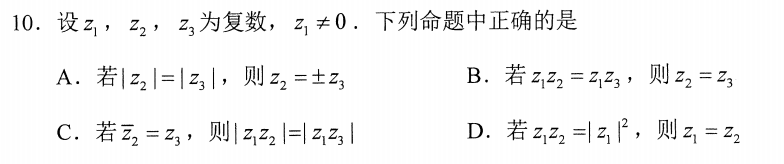 10．设 z₁，z₂，z₃ 为复数，z₁ ≠ 0．下列命题中正确的是
A．若| z₂ |=| z₃ |，则 z₂ = ±z₃ B．若 z₁z₂ = z₁z₃，则 z₂ = z₃
C．若 z̅₂ = z₃，则| z₁z₂ |=| z₁z₃ | D．若 z₁z₂ =| z₁ |²，则 z₁ = z₂